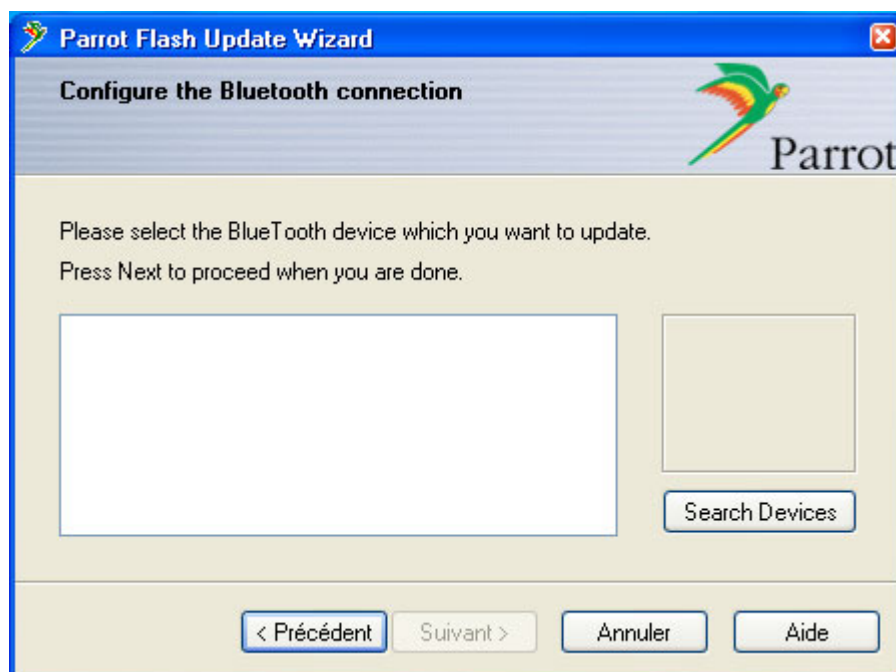 Parrot Flash Update Wizard
Configure the Bluetooth connection
Parrot
Please select the BlueTooth device which you want to update.
Press Next to proceed when you are done.
Search Devices
< Précédent
Suivant >
Annuler
Aide